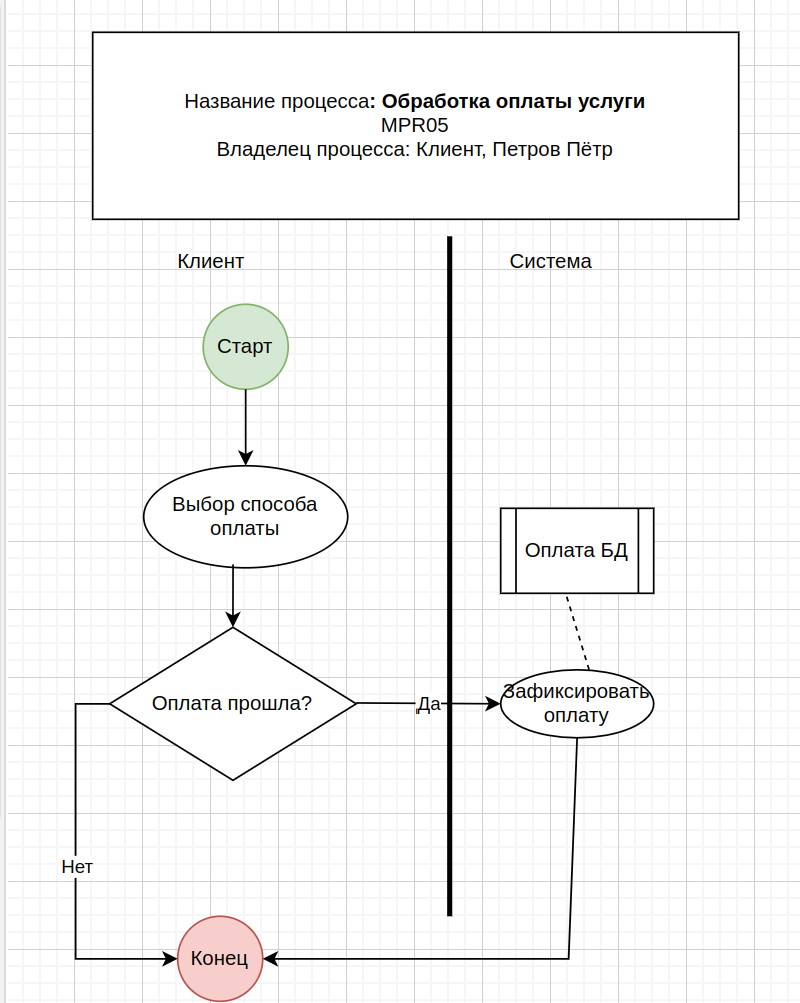 Название процесса: Обработка оплаты услуги
MPR05
Владелец процесса: Клиент, Петров Пётр
Клиент
Система
Старт
Выбор способа
оплаты
Оплата БД
Оплата прошла?
Да
Зафиксировать
оплату
Нет
Конец